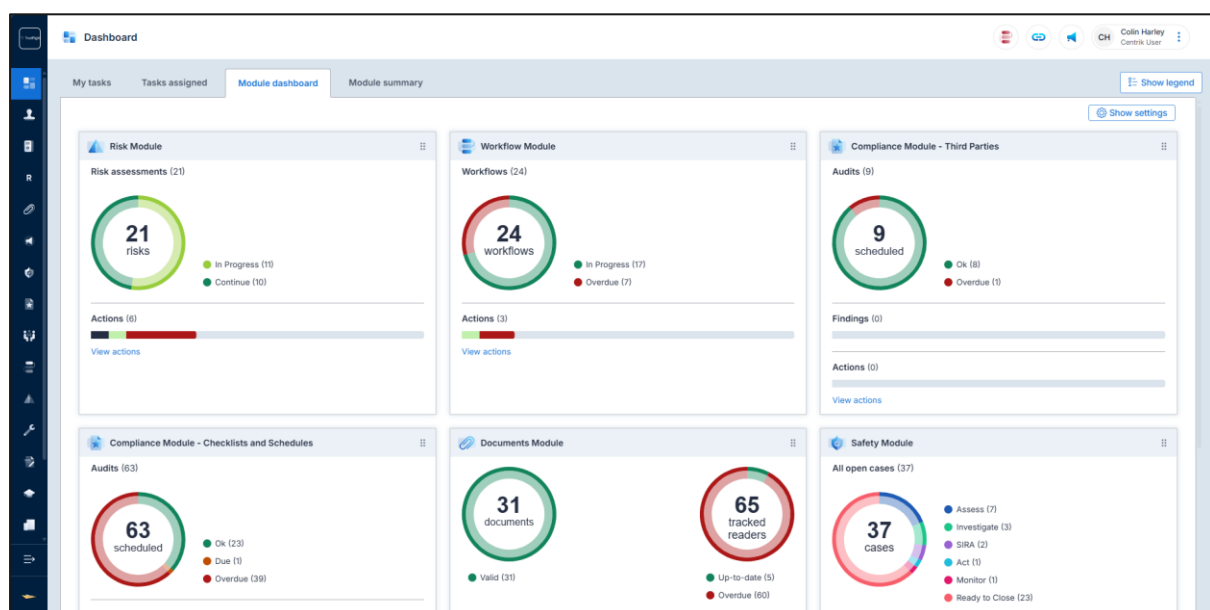 Dashboard
CH
Colin Harley
Centrik User
My tasks
Tasks assigned
Module dashboard
Module summary
Show legend
Show settings
Risk Module
Risk assessments (21)
21
risks
In Progress (11)
Continue (10)
Actions (6)
View actions
Workflow Module
Workflows (24)
24
workflows
In Progress (17)
Overdue (7)
Actions (3)
View actions
Compliance Module - Third Parties
Audits (9)
9
scheduled
Ok (8)
Overdue (1)
Findings (0)
Actions (0)
View actions
R
Compliance Module - Checklists and Schedules
Audits (63)
63
scheduled
Ok (23)
Due (1)
Overdue (39)
Documents Module
31
documents
Valid (31)
65
tracked
readers
Up-to-date (5)
Overdue (60)
Safety Module
All open cases (37)
37
cases
Assess (7)
Investigate (3)
SIRA (2)
Act (1)
Monitor (1)
Ready to Close (23)